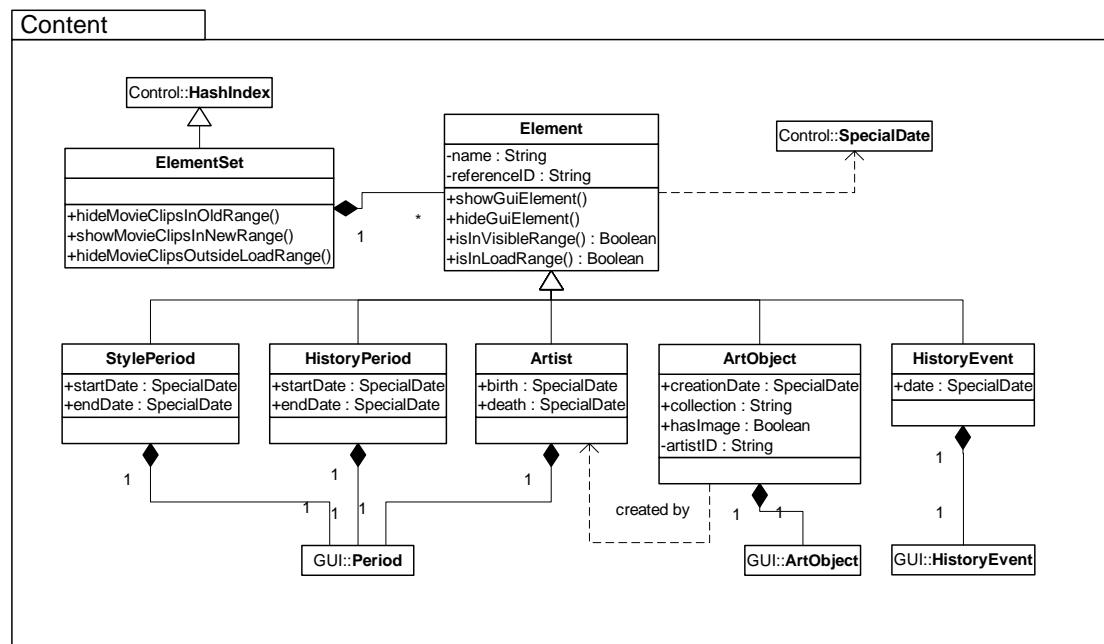 Content
Control::HashIndex
ElementSet
+hideMovieClipsInOldRange()
+showMovieClipsInNewRange()
+hideMovieClipsOutsideLoadRange()
1
*
Element
-name : String
-referenceID : String
+showGuiElement()
+hideGuiElement()
+isInVisibleRange() : Boolean
+isInLoadRange() : Boolean
Control::SpecialDate
StylePeriod
+startDate : SpecialDate
+endDate : SpecialDate
HistoryPeriod
+startDate : SpecialDate
+endDate : SpecialDate
Artist
+birth : SpecialDate
+death : SpecialDate
ArtObject
+creationDate : SpecialDate
+collection : String
+hasImage : Boolean
-artistID : String
HistoryEvent
+date : SpecialDate
1
1
1
1
1
1
created by
1
1
1
1
GUI::Period
GUI::ArtObject
GUI::HistoryEvent